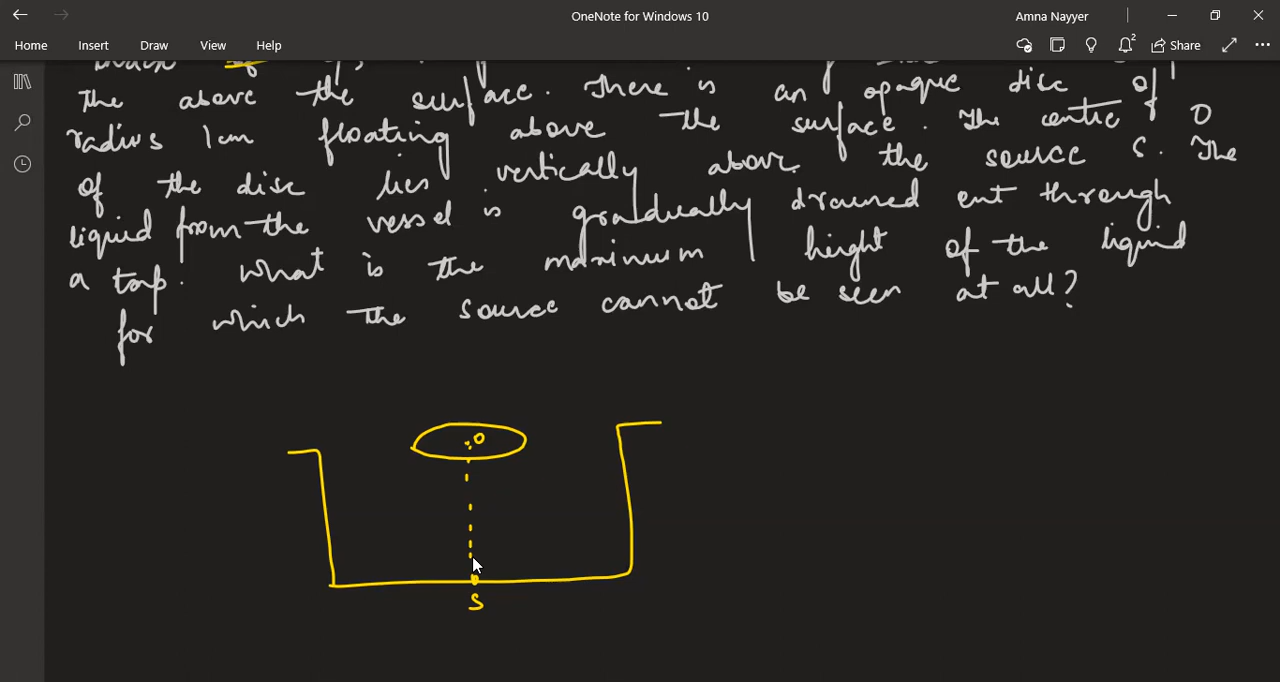 OneNote for Windows 10
Amna Nayyer
Home Insert Draw View Help
2 Share
The above the surface. There is an opaque disc of
radius 1cm floating above the surface. The centre O
of the disc lies vertically above the source S. The
liquid from the vessel is gradually drained out through
a tap. What is the maximum height of the liquid
for which the source cannot be seen at all?
O
S